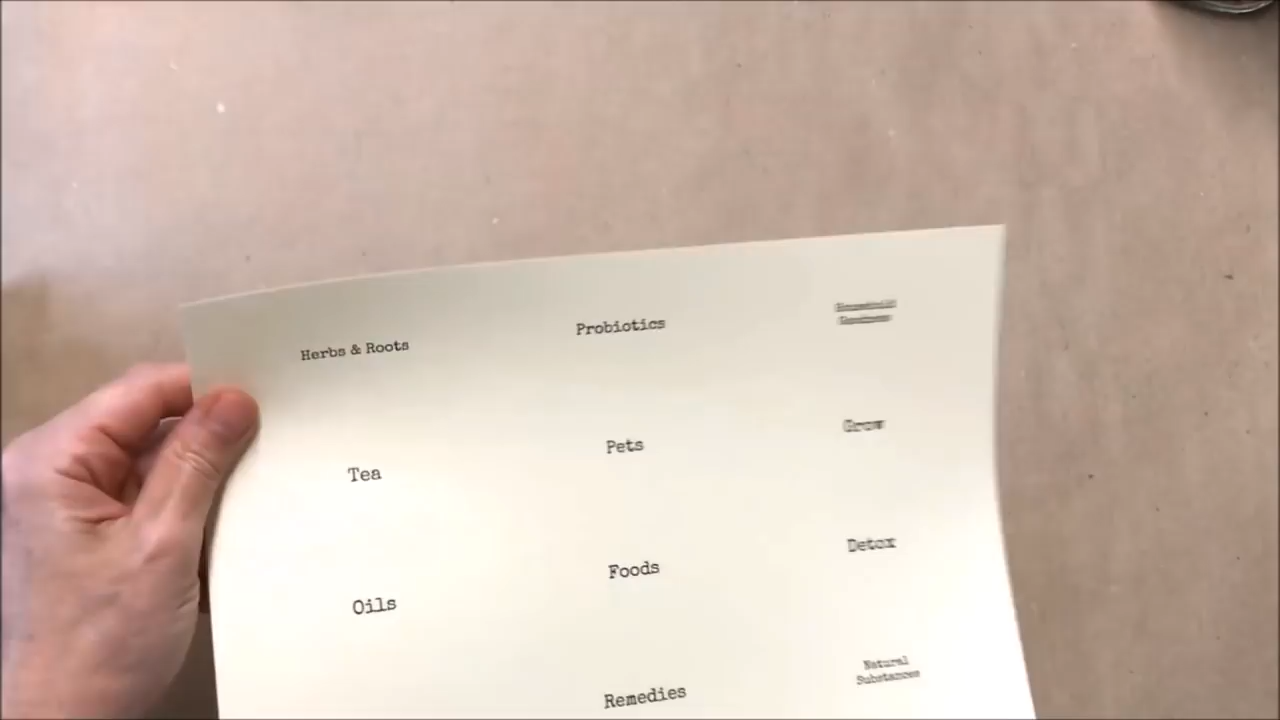 Herbs & Roots
Probiotics
Tea
Pets
Grow
Oils
Foods
Detox
Remedies
Natural
Substances